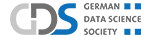 GDS
GERMAN
DATA SCIENCE
SOCIETY